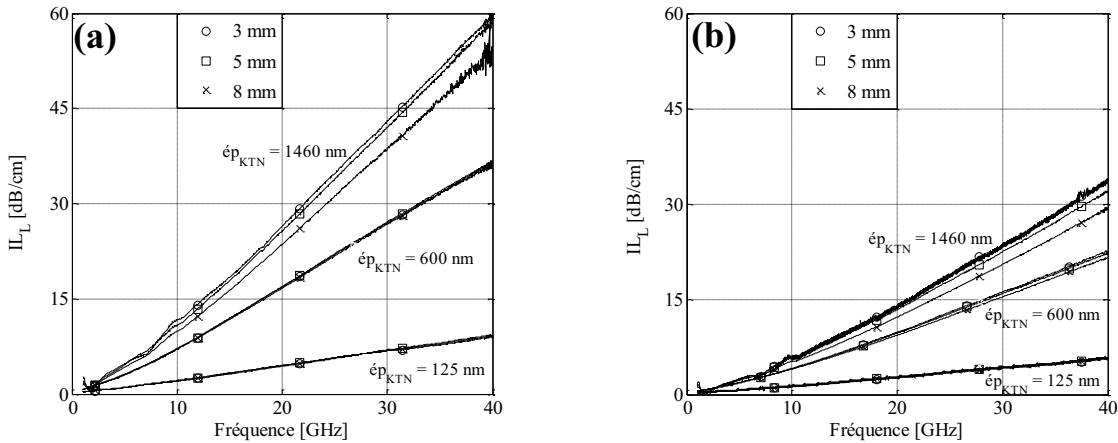 (a)
3 mm
5 mm
8 mm
ép_KTN = 1460 nm
ép_KTN = 600 nm
ép_KTN = 125 nm
IL_L [dB/cm]
60
45
30
15
0
0 10 20 30 40
Fréquence [GHz]
(b)
3 mm
5 mm
8 mm
ép_KTN = 1460 nm
ép_KTN = 600 nm
ép_KTN = 125 nm
IL_L [dB/cm]
60
45
30
15
0
0 10 20 30 40
Fréquence [GHz]